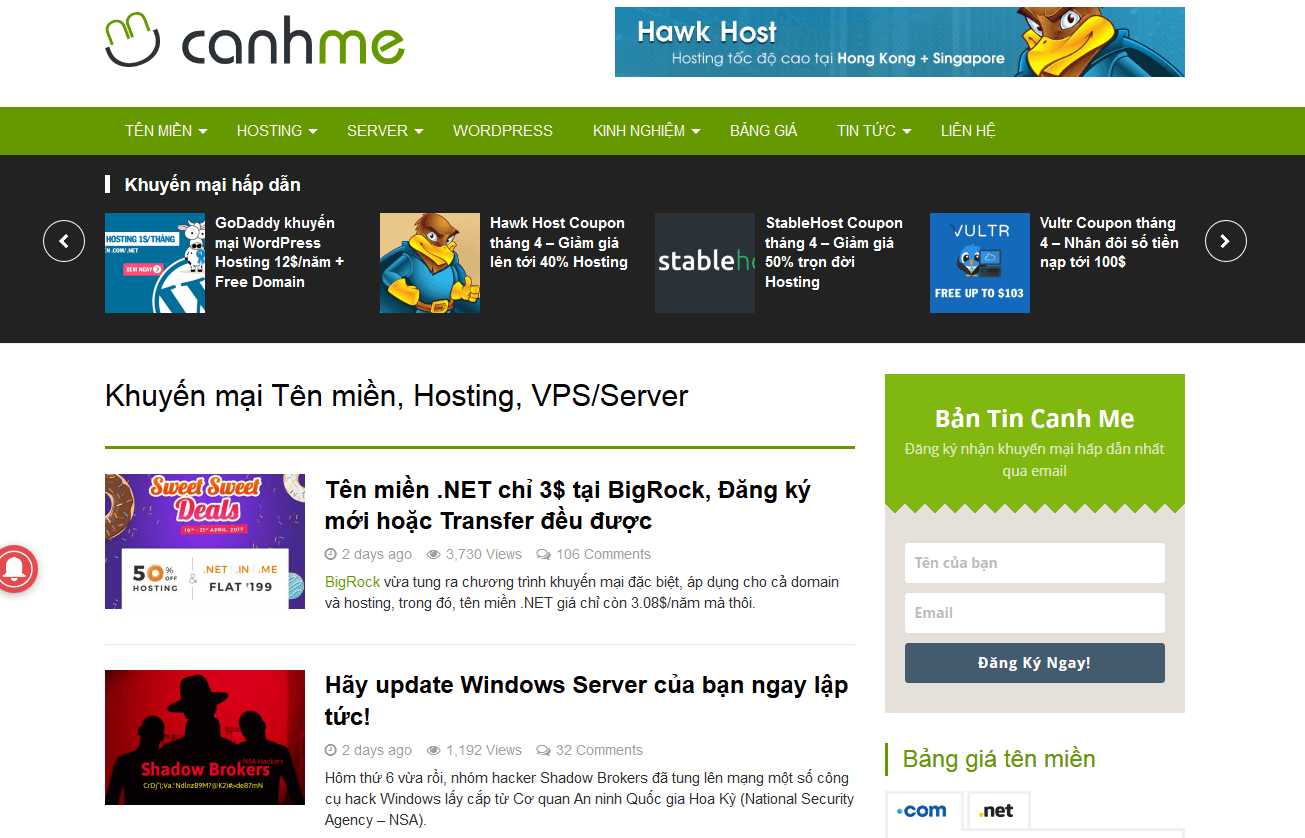 canhme
Hawk Host
Hosting tốc độ cao tại Hong Kong + Singapore
TÊN MIỀN HOSTING SERVER WORDPRESS KINH NGHIỆM BẢNG GIÁ TIN TỨC LIÊN HỆ
Khuyến mại hấp dẫn
HOSTING 1$/THÁNG
XEM NGAY
GoDaddy khuyến
mại WordPress
Hosting 12$/năm +
Free Domain
Hawk Host Coupon
tháng 4 – Giảm giá
lên tới 40% Hosting
stableho
StableHost Coupon
tháng 4 – Giảm giá
50% trọn đời
Hosting
VULTR
FREE UP TO $103
Vultr Coupon tháng
4 – Nhân đôi số tiền
nạp tới 100$
Khuyến mại Tên miền, Hosting, VPS/Server
Sweet Sweet
Deals
19th - 21st APRIL, 2017
50% OFF
HOSTING
&
.NET | .IN | .ME
FLAT ₹199
Tên miền .NET chỉ 3$ tại BigRock, Đăng ký
mới hoặc Transfer đều được
2 days ago 3,730 Views 106 Comments
BigRock vừa tung ra chương trình khuyến mại đặc biệt, áp dụng cho cả domain
và hosting, trong đó, tên miền .NET giá chỉ còn 3.08$/năm mà thôi.
NSA Hackers
Shadow Brokers
Hãy update Windows Server của bạn ngay lập
tức!
2 days ago 1,192 Views 32 Comments
Hôm thứ 6 vừa rồi, nhóm hacker Shadow Brokers đã tung lên mạng một số công
cụ hack Windows lấy cắp từ Cơ quan An ninh Quốc gia Hoa Kỳ (National Security
Agency – NSA).
Bản Tin Canh Me
Đăng ký nhận khuyến mại hấp dẫn nhất
qua email
Tên của bạn
Email
Đăng Ký Ngay!
Bảng giá tên miền
.com .net